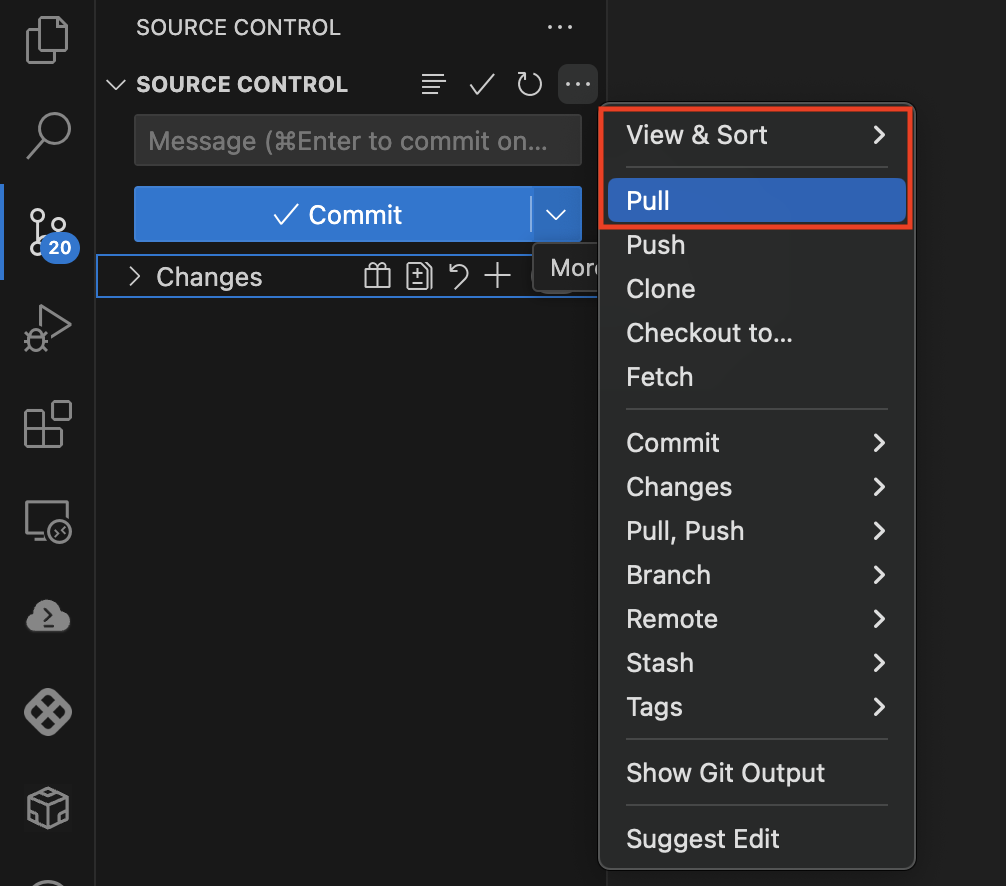 SOURCE CONTROL
SOURCE CONTROL
Message (⌘Enter to commit on...
Commit
20
Changes
More
View & Sort
Pull
Push
Clone
Checkout to...
Fetch
Commit
Changes
Pull, Push
Branch
Remote
Stash
Tags
Show Git Output
Suggest Edit